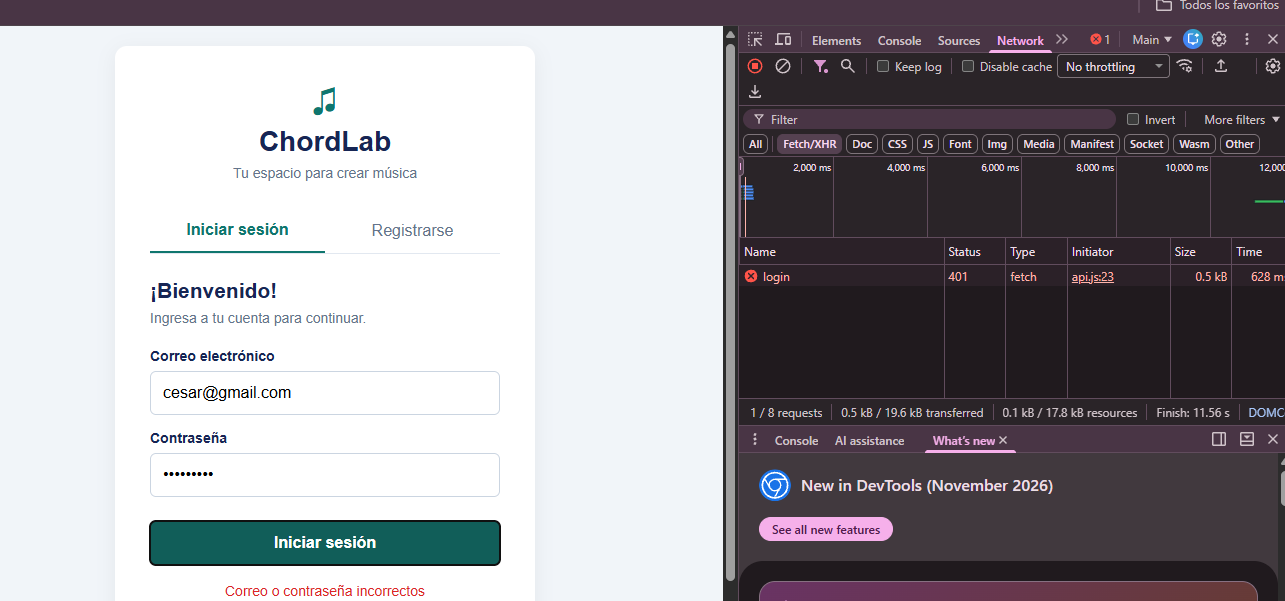 Todos los favoritos
ChordLab
Tu espacio para crear música
Iniciar sesión Registrarse
¡Bienvenido!
Ingresa a tu cuenta para continuar.
Correo electrónico
cesar@gmail.com
Contraseña
•••••••••
Iniciar sesión
Correo o contraseña incorrectos
Elements Console Sources Network 1 Main
Keep log Disable cache No throttling
Filter Invert More filters
All Fetch/XHR Doc CSS JS Font Img Media Manifest Socket Wasm Other
2,000 ms 4,000 ms 6,000 ms 8,000 ms 10,000 ms 12,000
Name Status Type Initiator Size Time
login 401 fetch api.js:23 0.5 kB 628 ms
1 / 8 requests 0.5 kB / 19.6 kB transferred 0.1 kB / 17.8 kB resources Finish: 11.56 s DOMC
Console AI assistance What's new
New in DevTools (November 2026)
See all new features